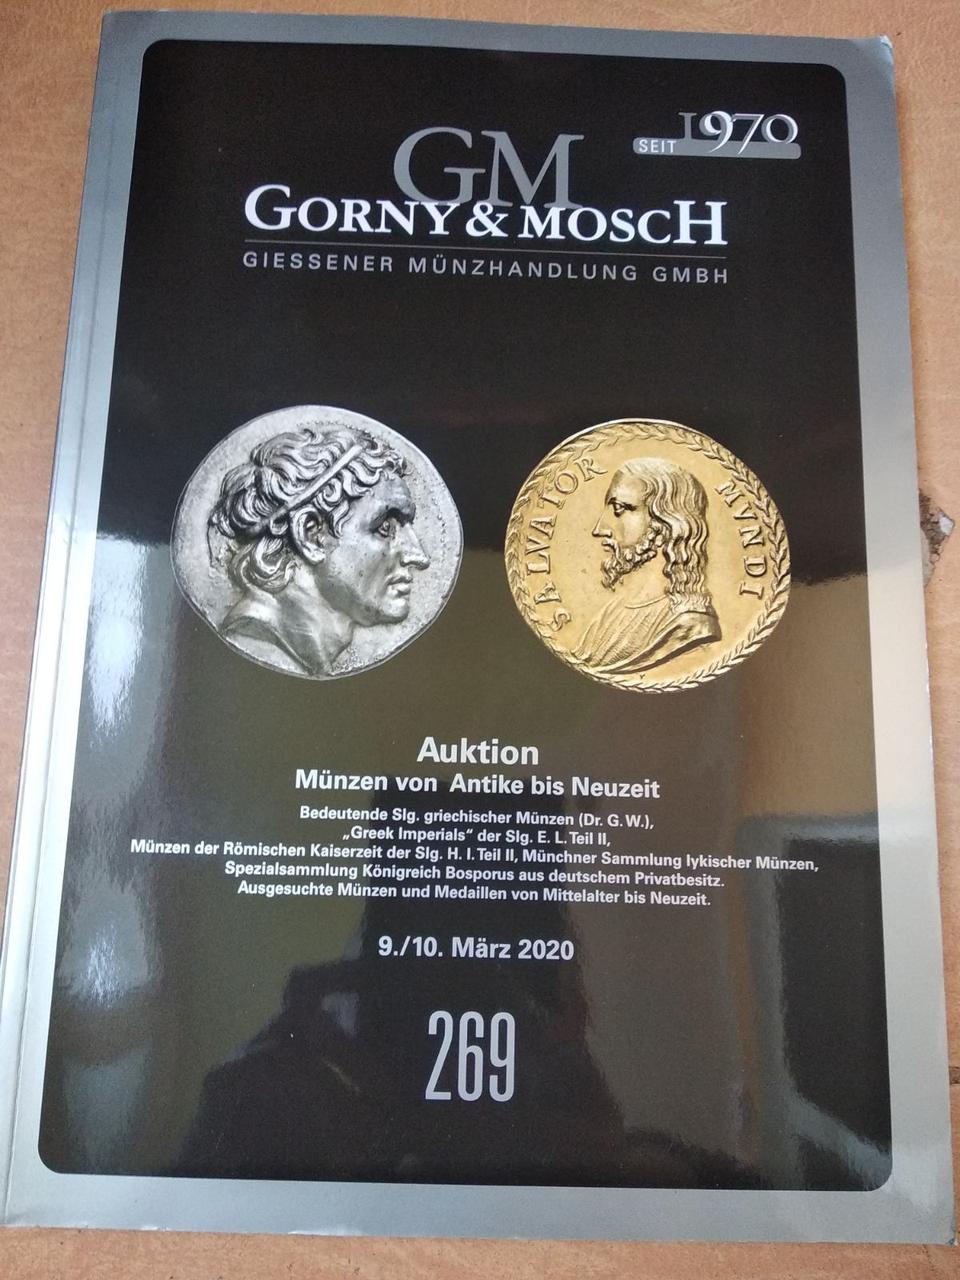 SEIT 1970
GM
GORNY & MOSCH
GIESSENER MÜNZHANDLUNG GMBH
SALVATOR MVNDI
Auktion
Münzen von Antike bis Neuzeit
Bedeutende Slg. griechischer Münzen (Dr. G. W.),
„Greek Imperials“ der Slg. E. L. Teil II,
Münzen der Römischen Kaiserzeit der Slg. H. I. Teil II, Münchner Sammlung lykischer Münzen,
Spezialsammlung Königreich Bosporus aus deutschem Privatbesitz.
Ausgesuchte Münzen und Medaillen von Mittelalter bis Neuzeit.
9./10. März 2020
269